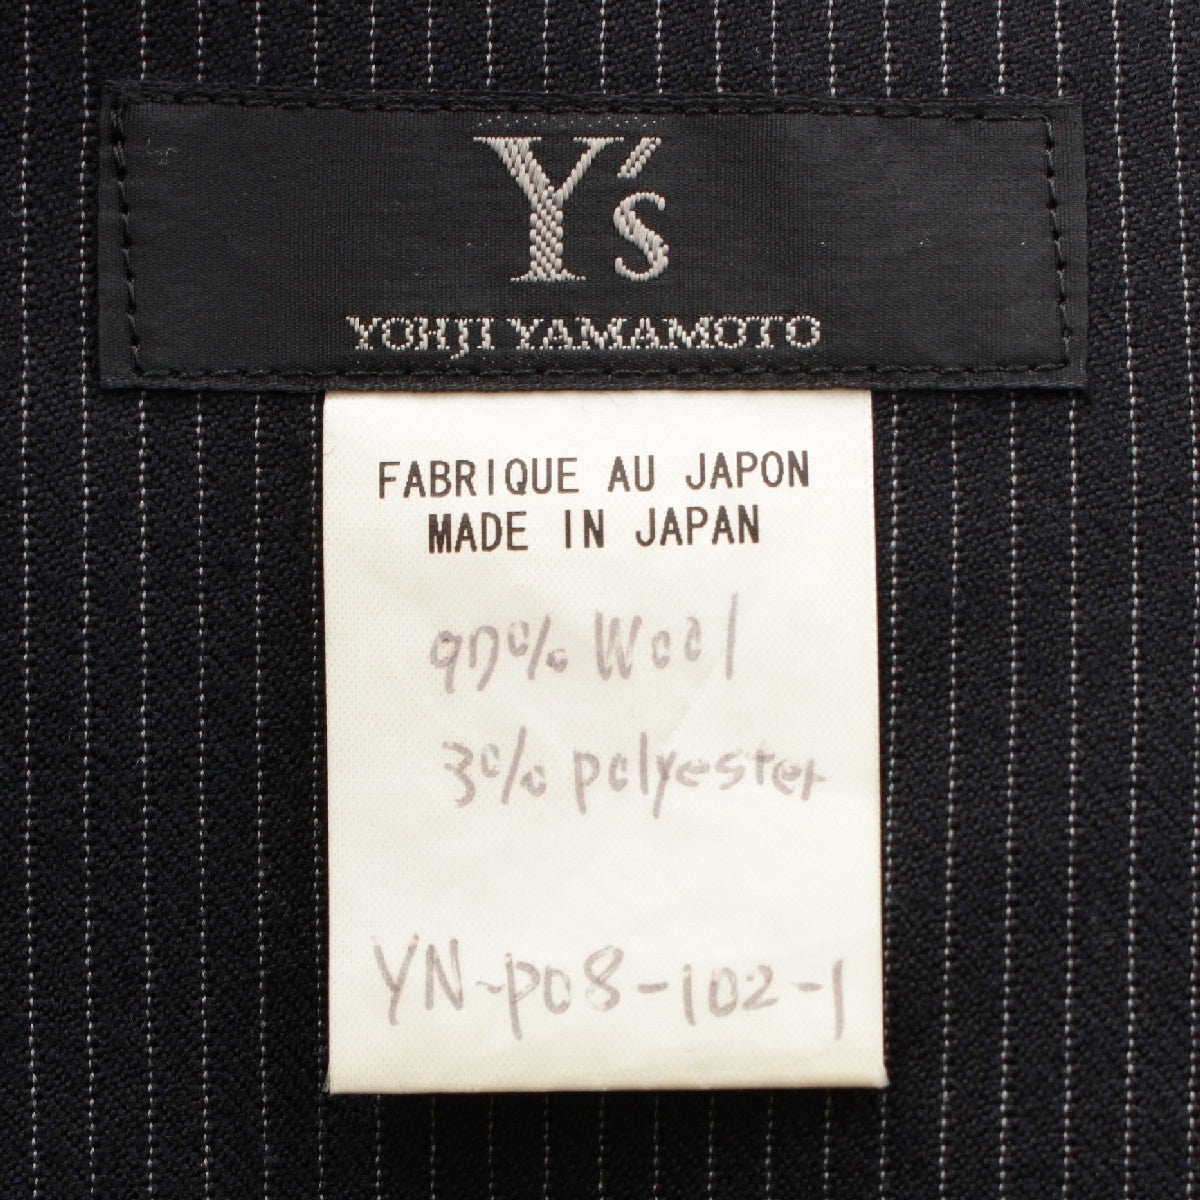 Y's
YOHJI YAMAMOTO
FABRIQUE AU JAPON
MADE IN JAPAN
97% Wool
3% polyester
YN-P08-102-1